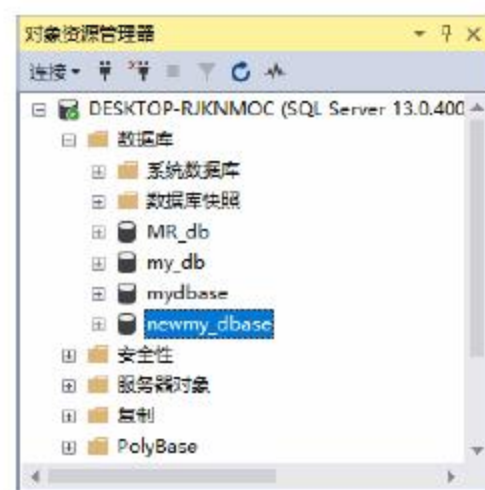 对象资源管理器
连接
DESKTOP-RJKNMOC (SQL Server 13.0.400
数据库
系统数据库
数据库快照
MR_db
my_db
mydbase
newmy_dbase
安全性
服务器对象
复制
PolyBase